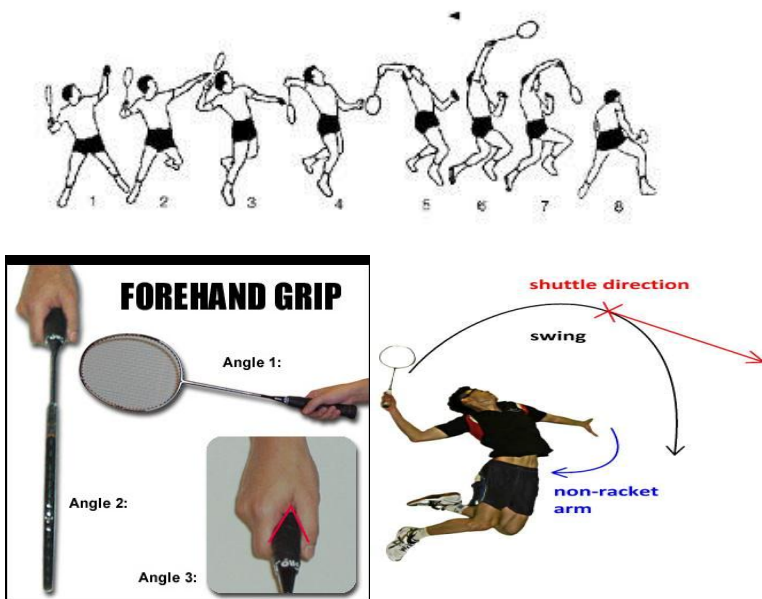 1 2 3 4 5 6 7 8
FOREHAND GRIP
Angle 1:
Angle 2:
Angle 3:
shuttle direction
swing
non-racket
arm